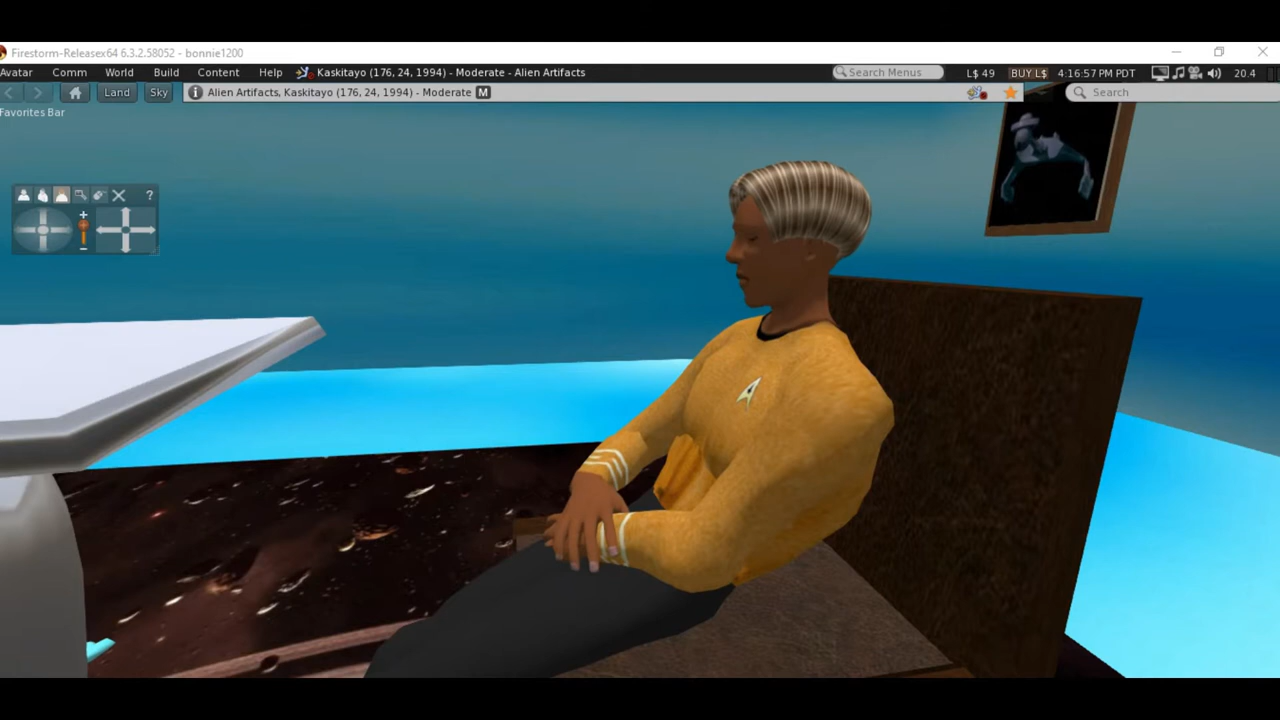 Firestorm-Releasex64 6.3.2.58052 - bonnie1200
Avatar Comm World Build Content Help Kaskitayo (176, 24, 1994) - Moderate - Alien Artifacts Search Menus L$ 49 BUY L$ 4:16:57 PM PDT 20.4
Land Sky Alien Artifacts, Kaskitayo (176, 24, 1994) - Moderate M Search
Favorites Bar
?